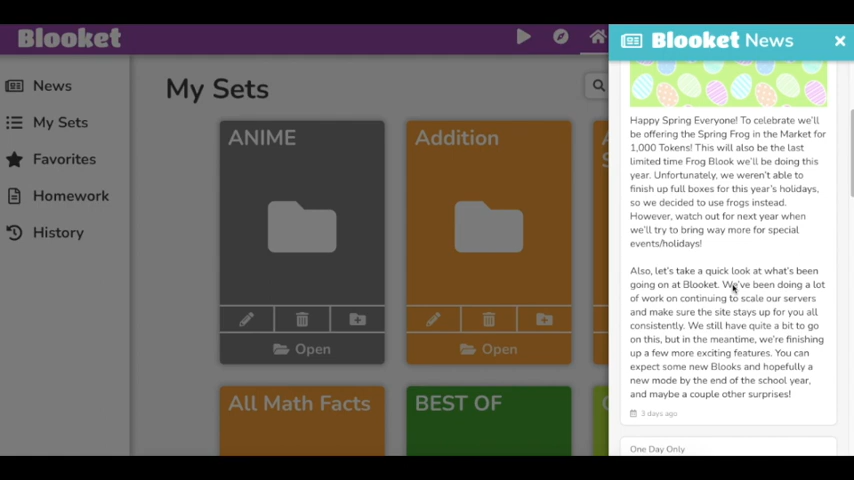 Blooket
Blooket News
News
My Sets
Favorites
Homework
History
My Sets
ANIME
Open
Addition
Open
All Math Facts
BEST OF
Happy Spring Everyone! To celebrate we'll
be offering the Spring Frog in the Market for
1,000 Tokens! This will also be the last
limited time Frog Blook we'll be doing this
year. Unfortunately, we weren't able to
finish up full boxes for this year's holidays,
so we decided to use frogs instead.
However, watch out for next year when
we'll try to bring way more for special
events/holidays!
Also, let's take a quick look at what's been
going on at Blooket. We've been doing a lot
of work on continuing to scale our servers
and make sure the site stays up for you all
consistently. We still have quite a bit to go
on this, but in the meantime, we're finishing
up a few more exciting features. You can
expect some new Blooks and hopefully a
new mode by the end of the school year,
and maybe a couple other surprises!
3 days ago
One Day Only